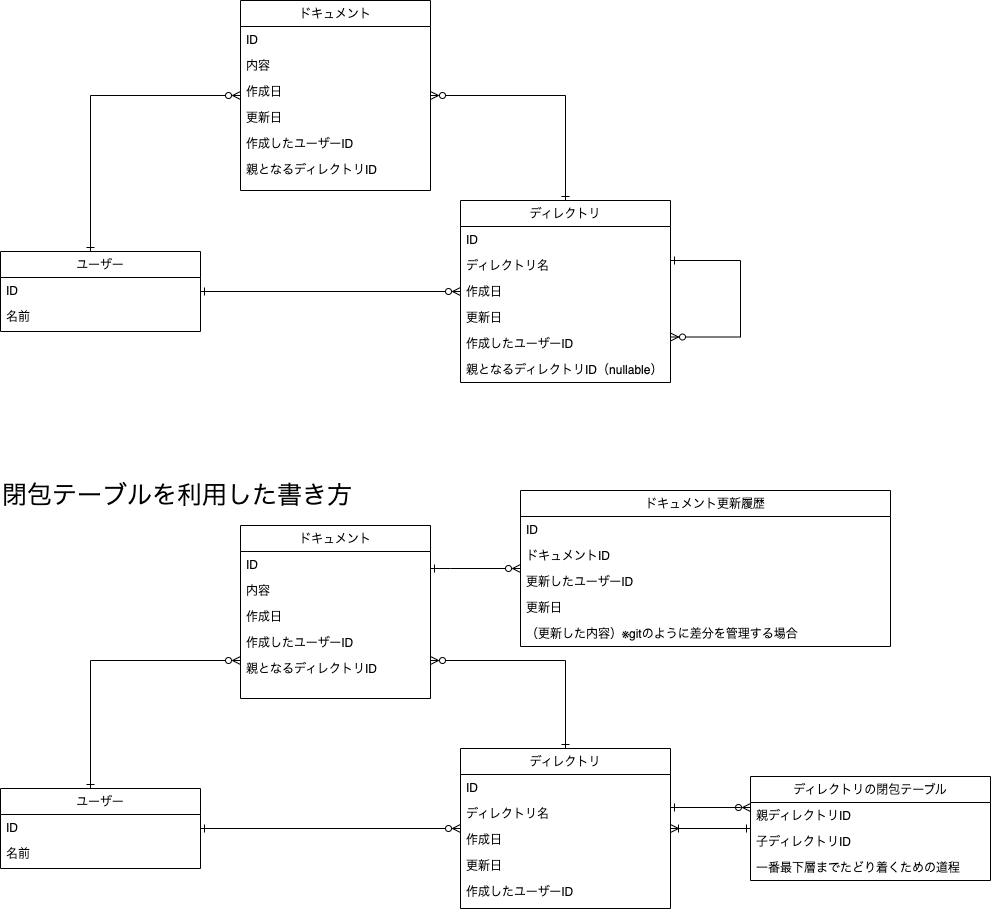 ドキュメント
ID
内容
作成日
更新日
作成したユーザーID
親となるディレクトリID
ユーザー
ID
名前
ディレクトリ
ID
ディレクトリ名
作成日
更新日
作成したユーザーID
親となるディレクトリID（nullable）
閉包テーブルを利用した書き方
ドキュメント
ID
内容
作成日
作成したユーザーID
親となるディレクトリID
ドキュメント更新履歴
ID
ドキュメントID
更新したユーザーID
更新日
（更新した内容）※gitのように差分を管理する場合
ユーザー
ID
名前
ディレクトリ
ID
ディレクトリ名
作成日
更新日
作成したユーザーID
ディレクトリの閉包テーブル
親ディレクトリID
子ディレクトリID
一番最下層までたどり着くための道程